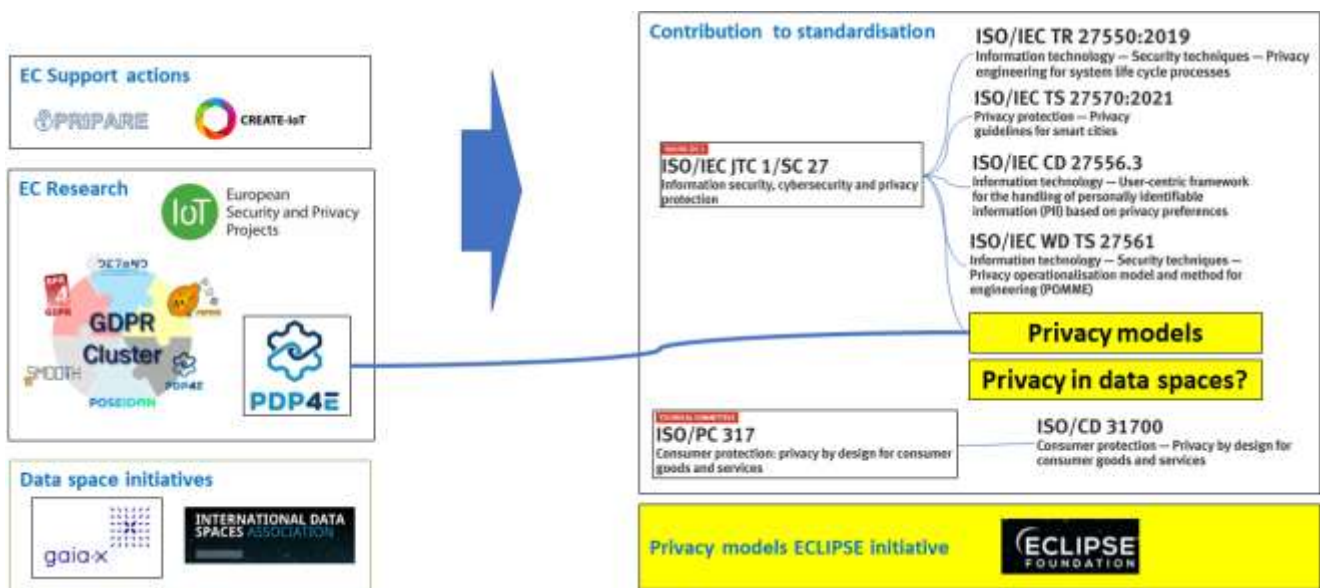 EC Support actions
PRIPARE
CREATE-IoT
EC Research
IoT
European
Security and Privacy
Projects
GDPR
Cluster
SMOOTH
PDP4E
POSEIDON
PDP4E
Data space initiatives
gaia-x
INTERNATIONAL DATA
SPACES ASSOCIATION
Contribution to standardisation
ISO/IEC JTC 1/SC 27
Information security, cybersecurity and privacy
protection
ISO/IEC TR 27550:2019
Information technology — Security techniques — Privacy
engineering for system life cycle processes
ISO/IEC TS 27570:2021
Privacy protection — Privacy
guidelines for smart cities
ISO/IEC CD 27556.3
Information technology — User-centric framework
for the handling of personally identifiable
information (PII) based on privacy preferences
ISO/IEC WD TS 27561
Information technology — Security techniques —
Privacy operationalisation model and method for
engineering (POMME)
Privacy models
Privacy in data spaces?
TECHNICAL COMMITTEE
ISO/PC 317
Consumer protection: privacy by design for consumer
goods and services
ISO/CD 31700
Consumer protection — Privacy by design for
consumer goods and services
Privacy models ECLIPSE initiative
ECLIPSE
FOUNDATION